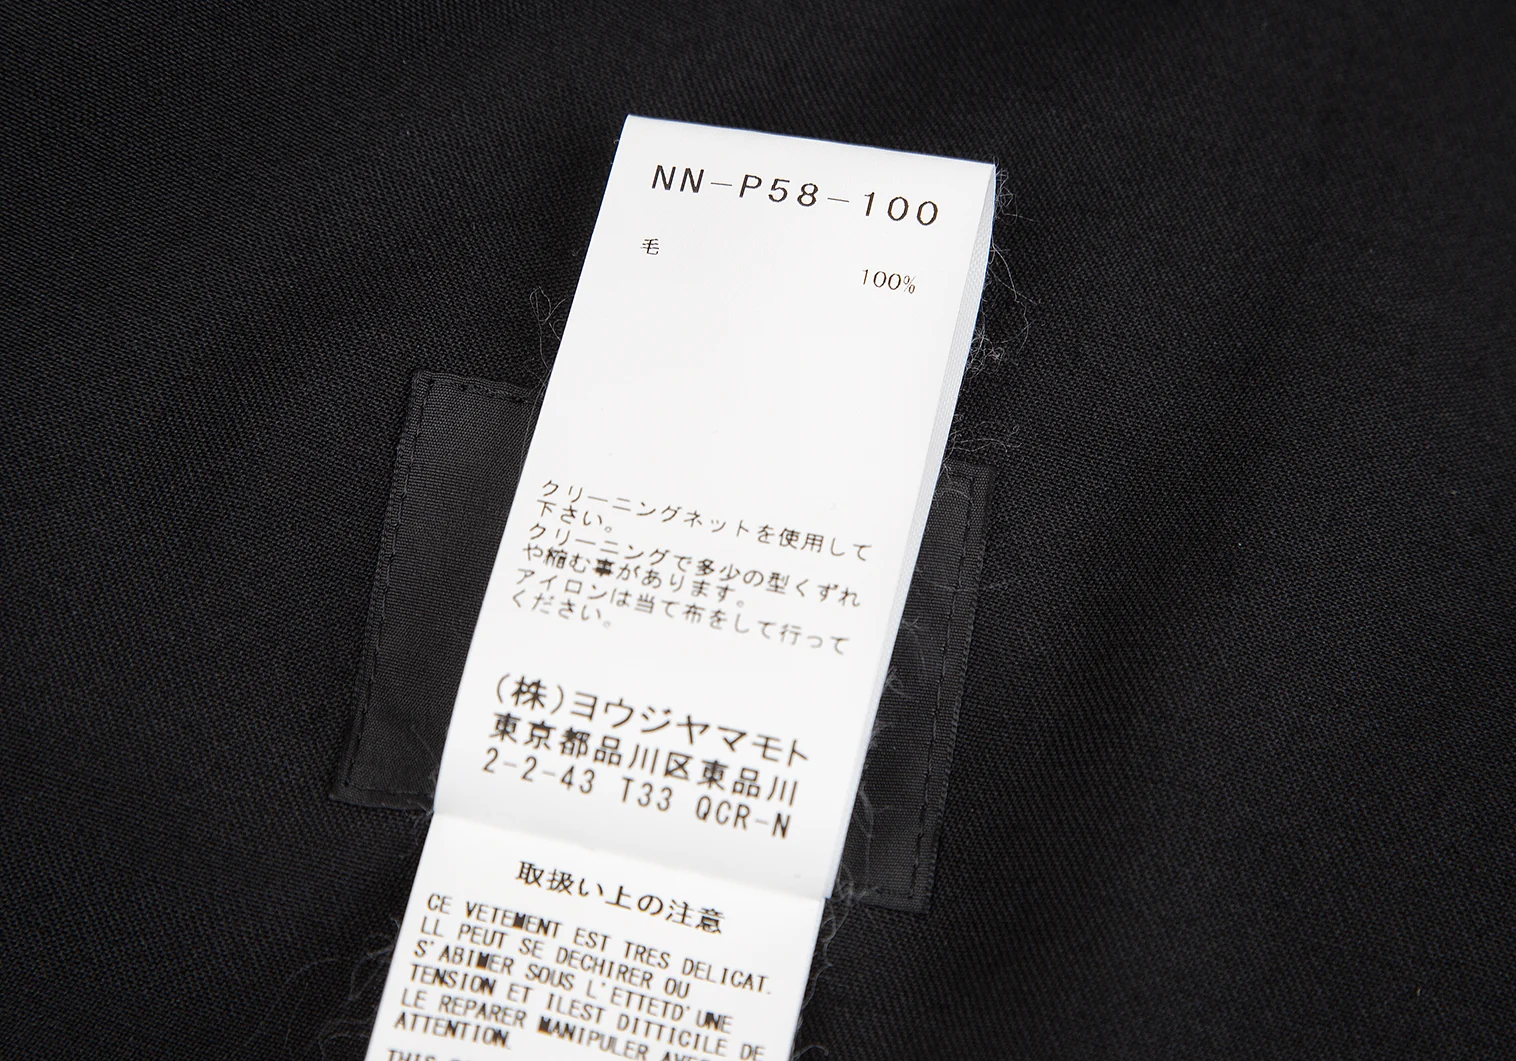 NN-P58-100
毛 100%
クリーニングネットを使用して
下さい。
クリーニングで多少の型くずれ
や縮む事があります。
アイロンは当て布をして行って
ください。
(株)ヨウジヤマモト
東京都品川区東品川
2-2-43 T33 QCR-N
取扱い上の注意
CE VETEMENT EST TRES DELICAT.
LL PEUT SE DECHIRER OU
S'ABIMER SOUS L'ETTETD'UNE
TENSION ET ILEST DITTICILE DE
LE REPARER MANIPULER AVEC
ATTENTION.
THIS